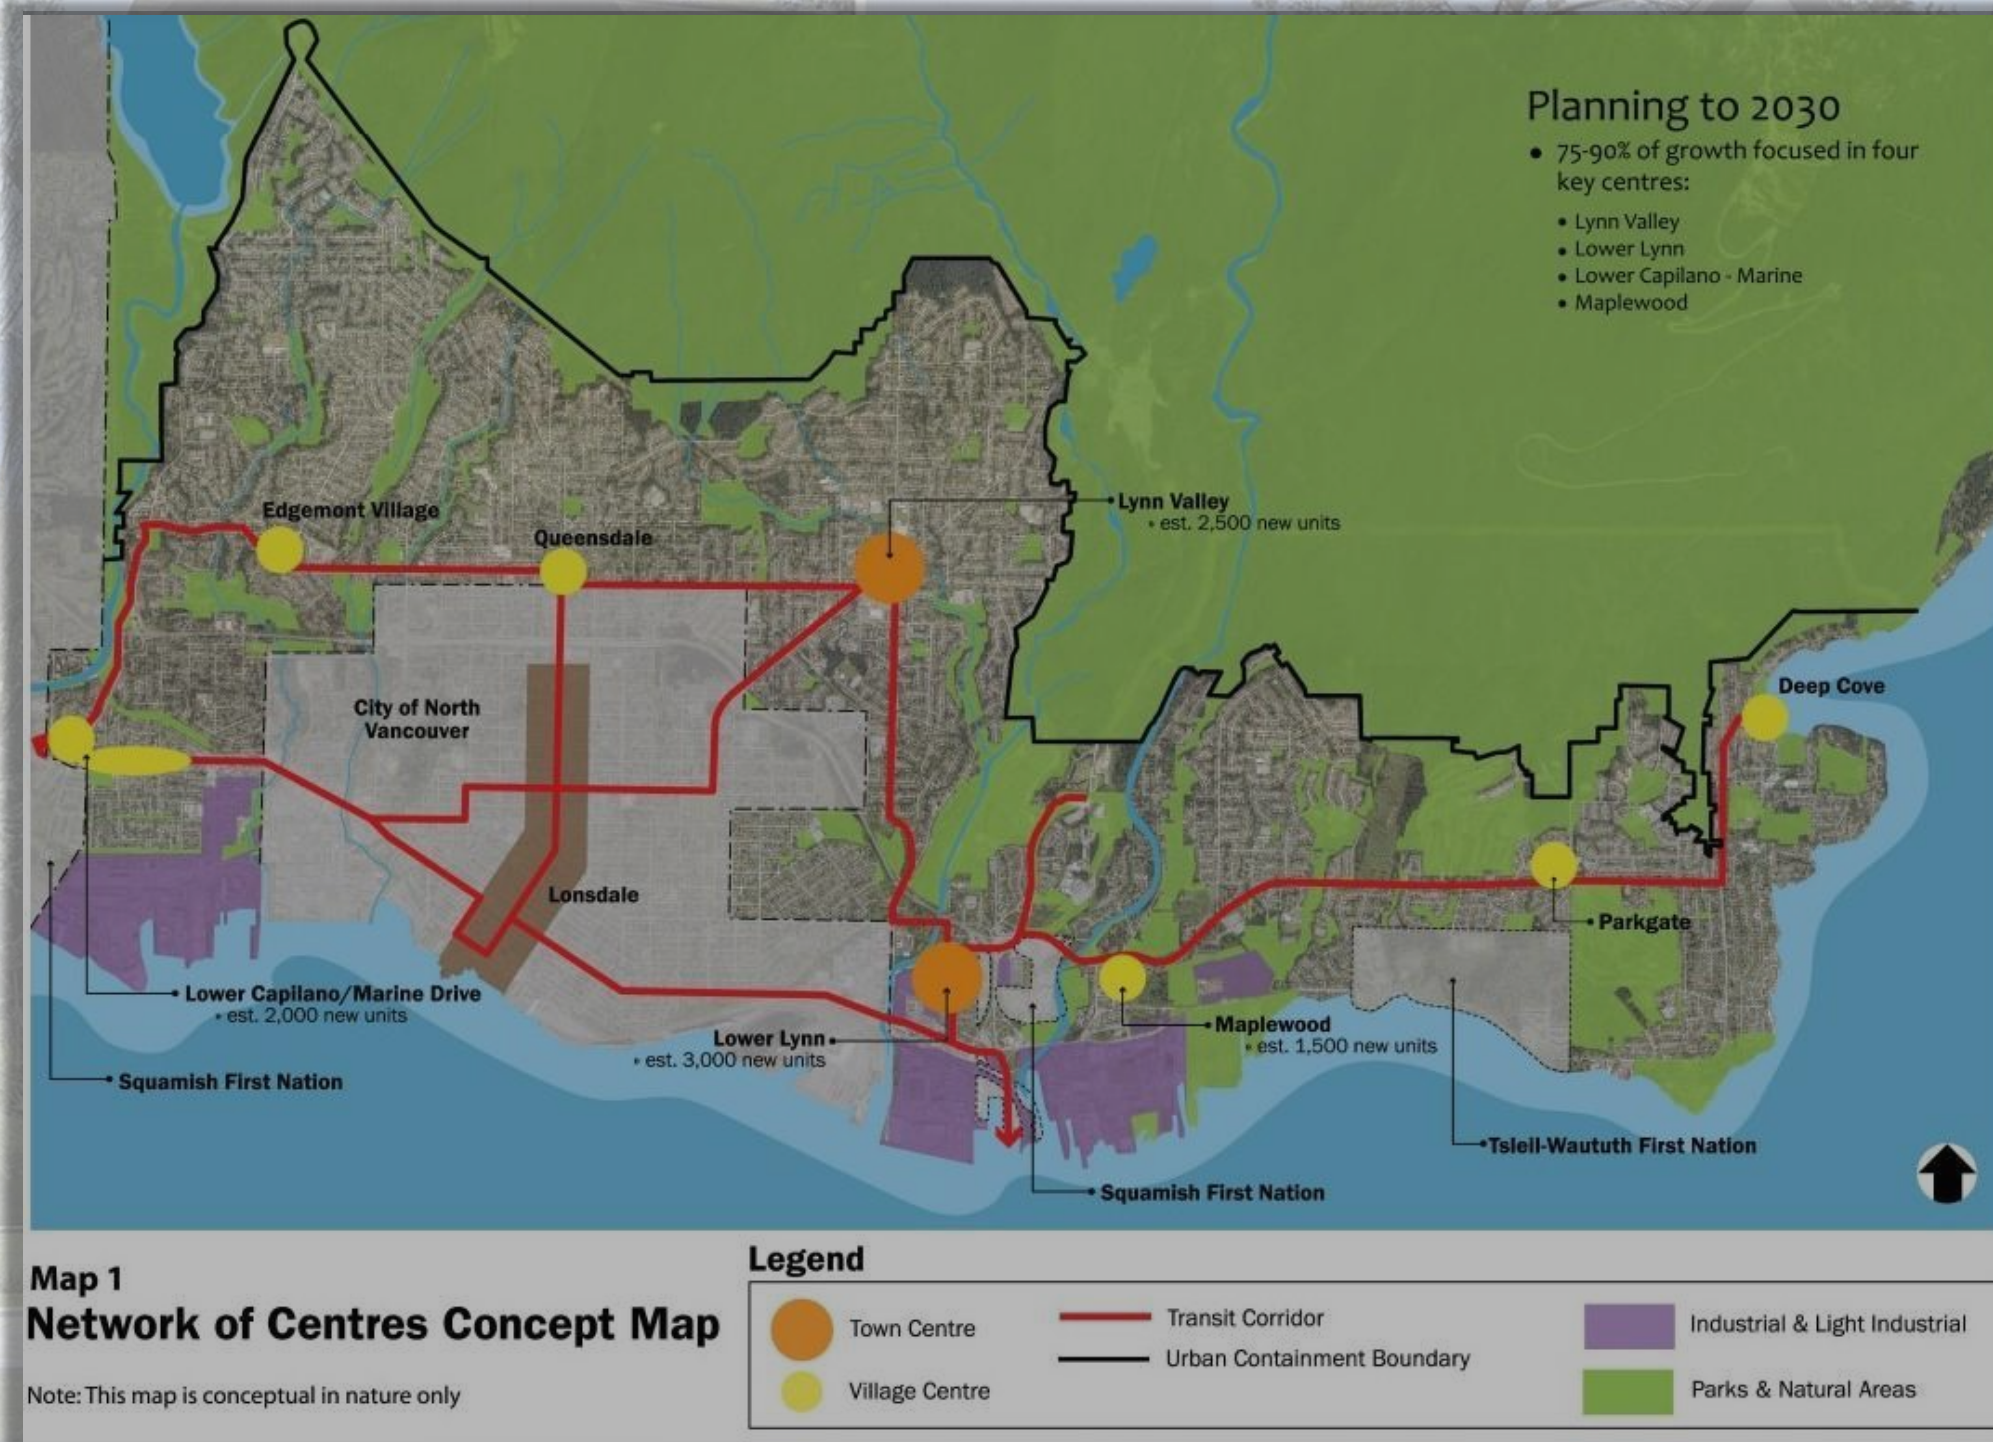 Planning to 2030
• 75-90% of growth focused in four
key centres:
• Lynn Valley
• Lower Lynn
• Lower Capilano - Marine
• Maplewood
Edgemont Village
Queensdale
Lynn Valley
• est. 2,500 new units
City of North
Vancouver
Deep Cove
Lonsdale
Parkgate
Lower Capilano/Marine Drive
• est. 2,000 new units
Lower Lynn
• est. 3,000 new units
Maplewood
• est. 1,500 new units
Squamish First Nation
Tsleil-Waututh First Nation
Squamish First Nation
Map 1
Network of Centres Concept Map
Note: This map is conceptual in nature only
Legend
Town Centre
Village Centre
Transit Corridor
Urban Containment Boundary
Industrial & Light Industrial
Parks & Natural Areas